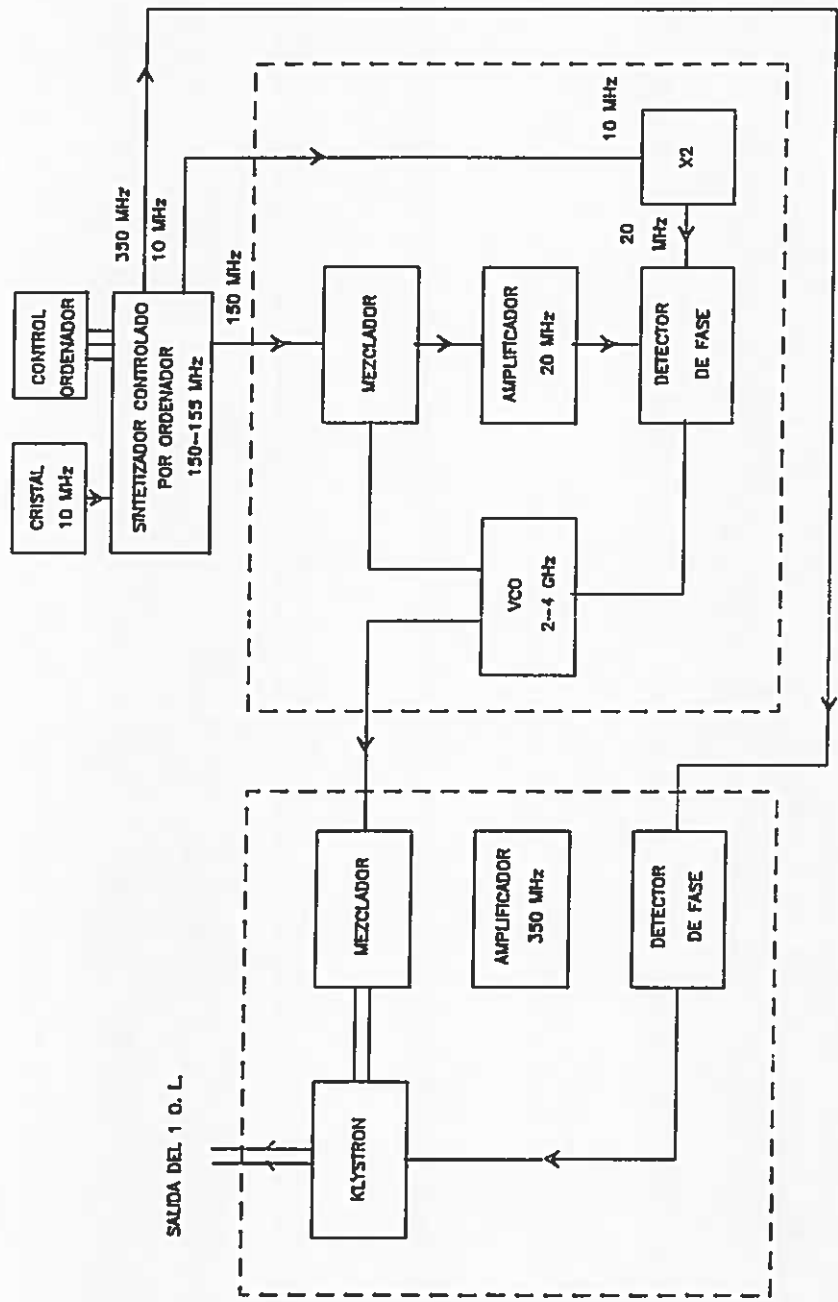 CRISTAL
10 MHz
CONTROL
ORDENADOR
SINTETIZADOR CONTROLADO
POR ORDENADOR
150-155 MHz
350 MHz
10 MHz
150 MHz
SALIDA DEL 1 O. L.
KLYSTRON
MEZCLADOR
AMPLIFICADOR
350 MHz
DETECTOR
DE FASE
VCO
2-4 GHz
MEZCLADOR
AMPLIFICADOR
20 MHz
DETECTOR
DE FASE
20
MHz
10 MHz
X2